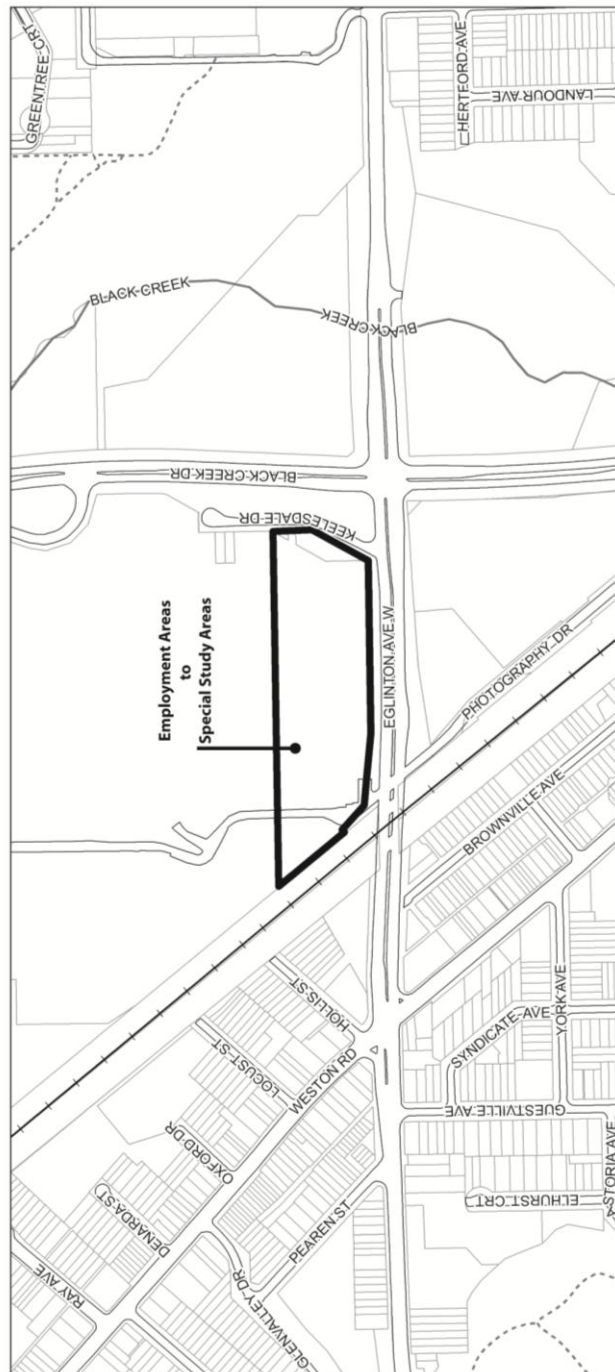 GREENTREE CRT
HERTFORD AVE
LANDOUR AVE
BLACK CREEK
BLACK CREEK
BLACK CREEK DR
KEELESDALE DR
Employment Areas
to
Special Study Areas
EGLINTON AVE W
PHOTOGRAPHY DR
BROWNVILLE AVE
HOLLIS ST
LOCUST ST
WESTON RD
OXFORD DR
DENARDA ST
RAY AVE
PEAREN ST
GLENVALLEY DR
SYNDICATE AVE
YORK AVE
GUESTVILLE AVE
ELHURST CRT
STORIA AVE